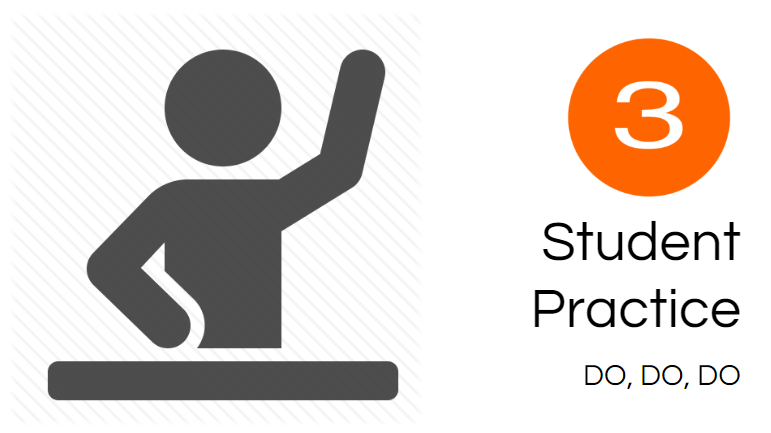 3
Student
Practice
DO, DO, DO